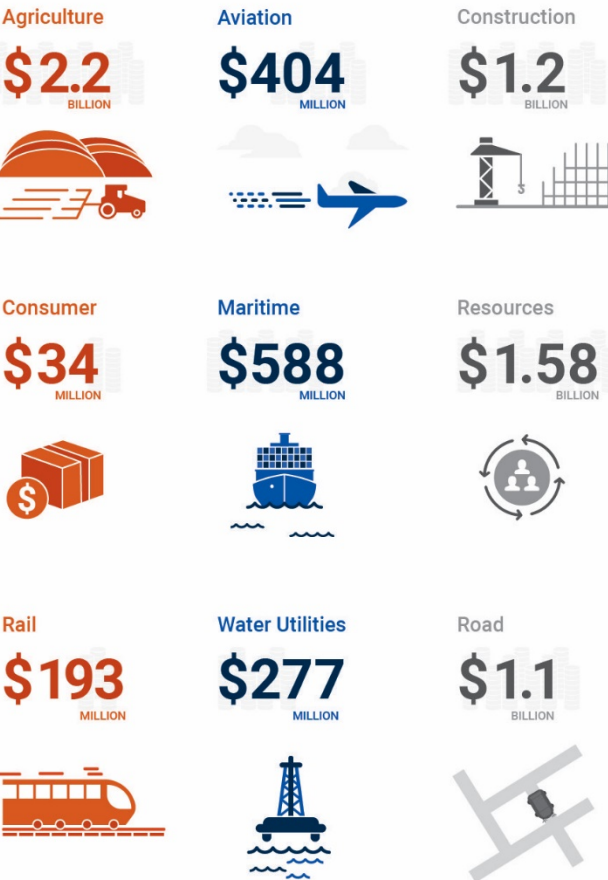 Agriculture
$2.2
BILLION
Aviation
$404
MILLION
Construction
$1.2
BILLION
Consumer
$34
MILLION
Maritime
$588
MILLION
Resources
$1.58
BILLION
$
Rail
$193
MILLION
Water Utilities
$277
MILLION
Road
$1.1
BILLION